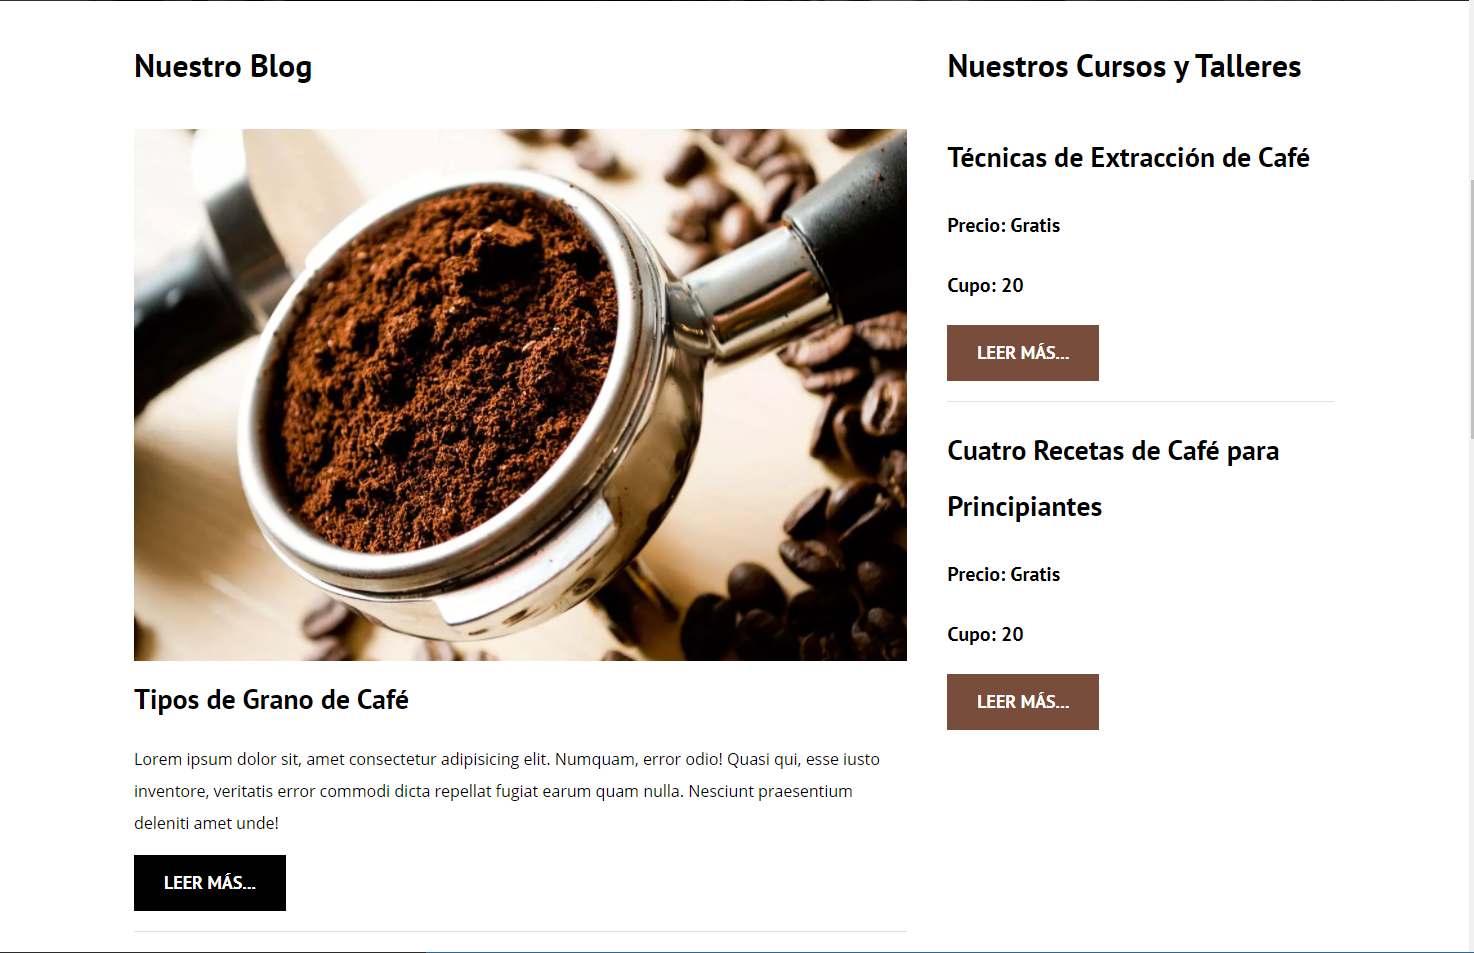 Nuestro Blog
Tipos de Grano de Café
Lorem ipsum dolor sit, amet consectetur adipisicing elit. Numquam, error odio! Quasi qui, esse iusto
inventore, veritatis error commodi dicta repellat fugiat earum quam nulla. Nesciunt praesentium
deleniti amet unde!
LEER MÁS...
Nuestros Cursos y Talleres
Técnicas de Extracción de Café
Precio: Gratis
Cupo: 20
LEER MÁS...
Cuatro Recetas de Café para
Principiantes
Precio: Gratis
Cupo: 20
LEER MÁS...